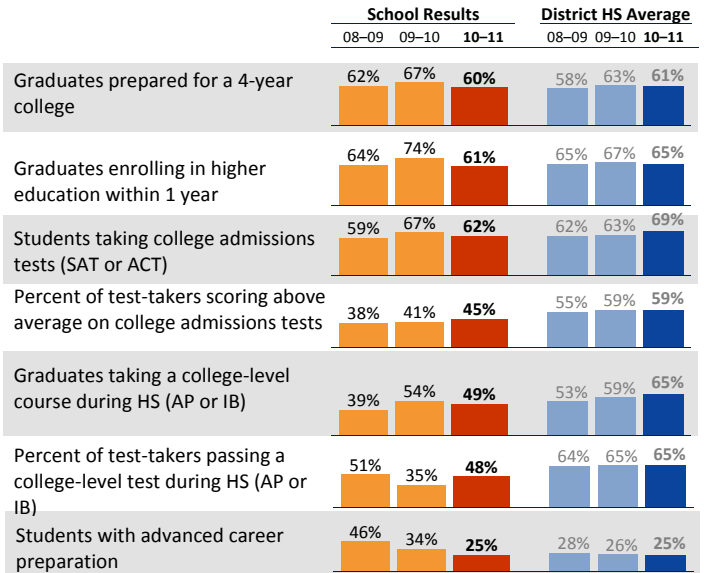 School Results District HS Average
08–09 09–10 10–11 08–09 09–10 10–11
Graduates prepared for a 4-year
college
62% 67% 60% 58% 63% 61%
Graduates enrolling in higher
education within 1 year
64% 74% 61% 65% 67% 65%
Students taking college admissions
tests (SAT or ACT)
59% 67% 62% 62% 63% 69%
Percent of test-takers scoring above
average on college admissions tests
38% 41% 45% 55% 59% 59%
Graduates taking a college-level
course during HS (AP or IB)
39% 54% 49% 53% 59% 65%
Percent of test-takers passing a
college-level test during HS (AP or
IB)
51% 35% 48% 64% 65% 65%
Students with advanced career
preparation
46% 34% 25% 28% 26% 25%